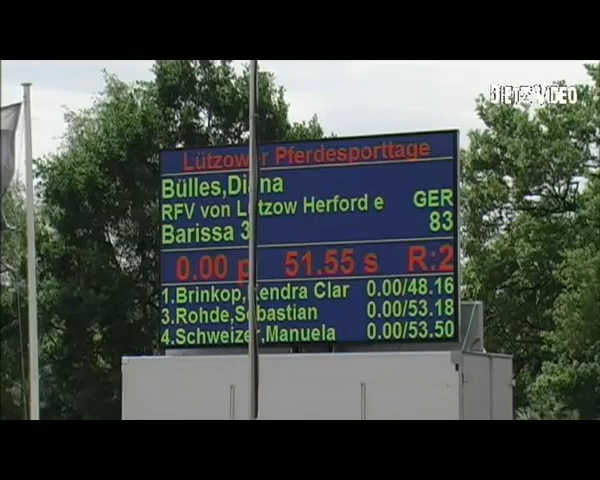 DIETZ VIDEO
Lützower Pferdesporttage
Bülles,Diana
RFV von Lützow Herford e GER
Barissa 3 83
0.00 p 51.55 s R:2
1.Brinkop,Kendra Clar 0.00/48.16
3.Rohde,Sebastian 0.00/53.18
4.Schweizer,Manuela 0.00/53.50